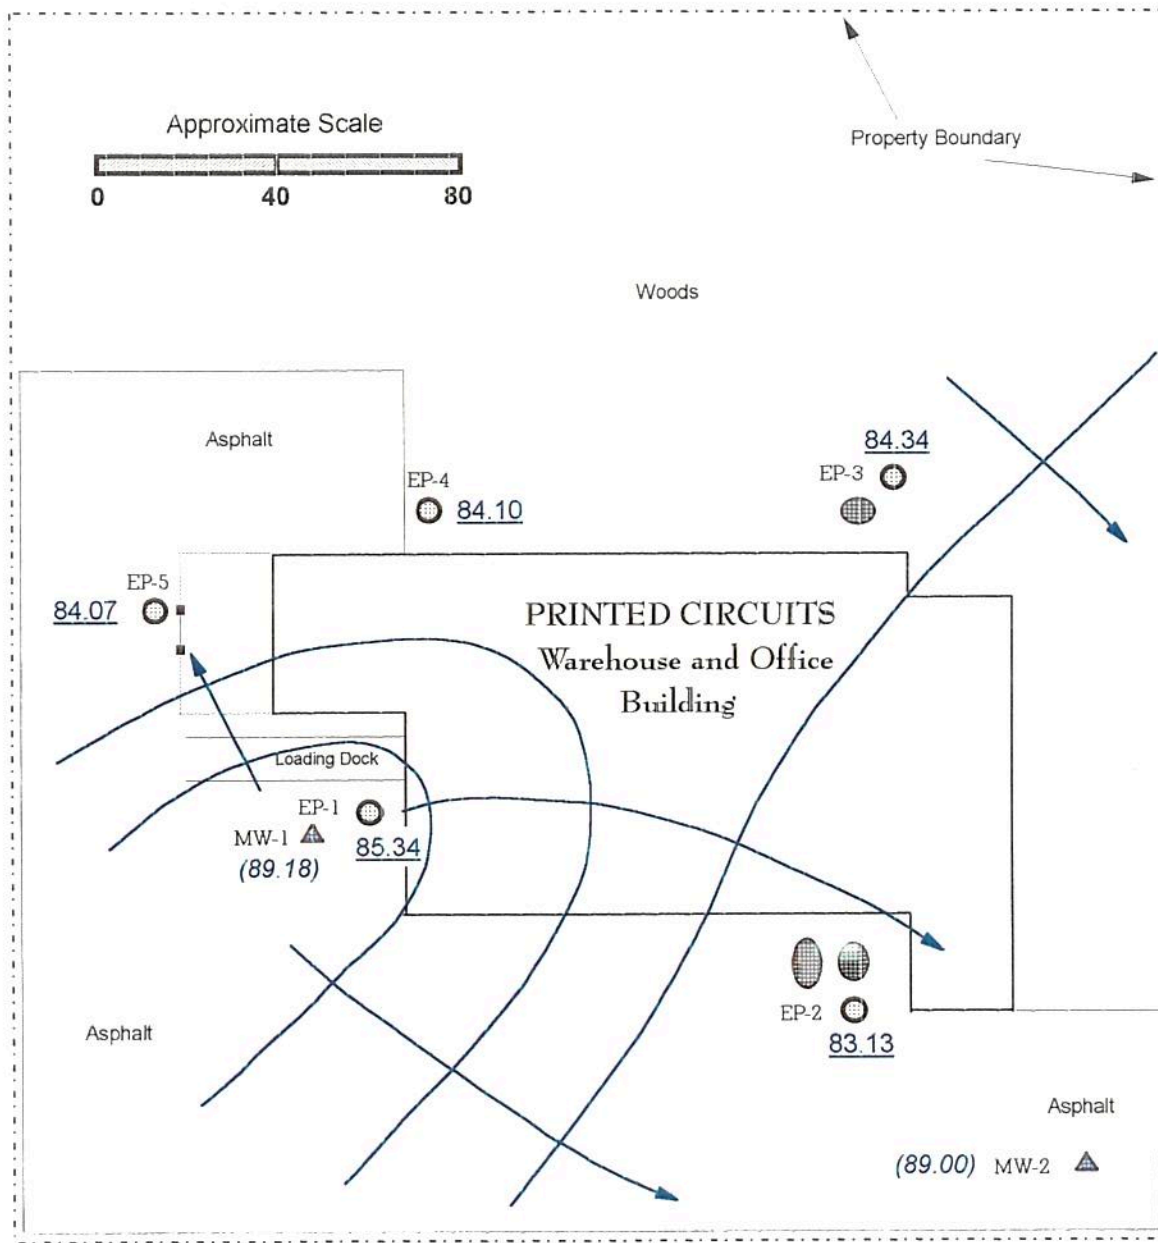 Approximate Scale
0 40 80
Property Boundary
Woods
Asphalt
84.34
EP-3
EP-4
84.10
EP-5
84.07
PRINTED CIRCUITS
Warehouse and Office
Building
Loading Dock
EP-1
MW-1
85.34
(89.18)
EP-2
83.13
Asphalt
Asphalt
(89.00) MW-2